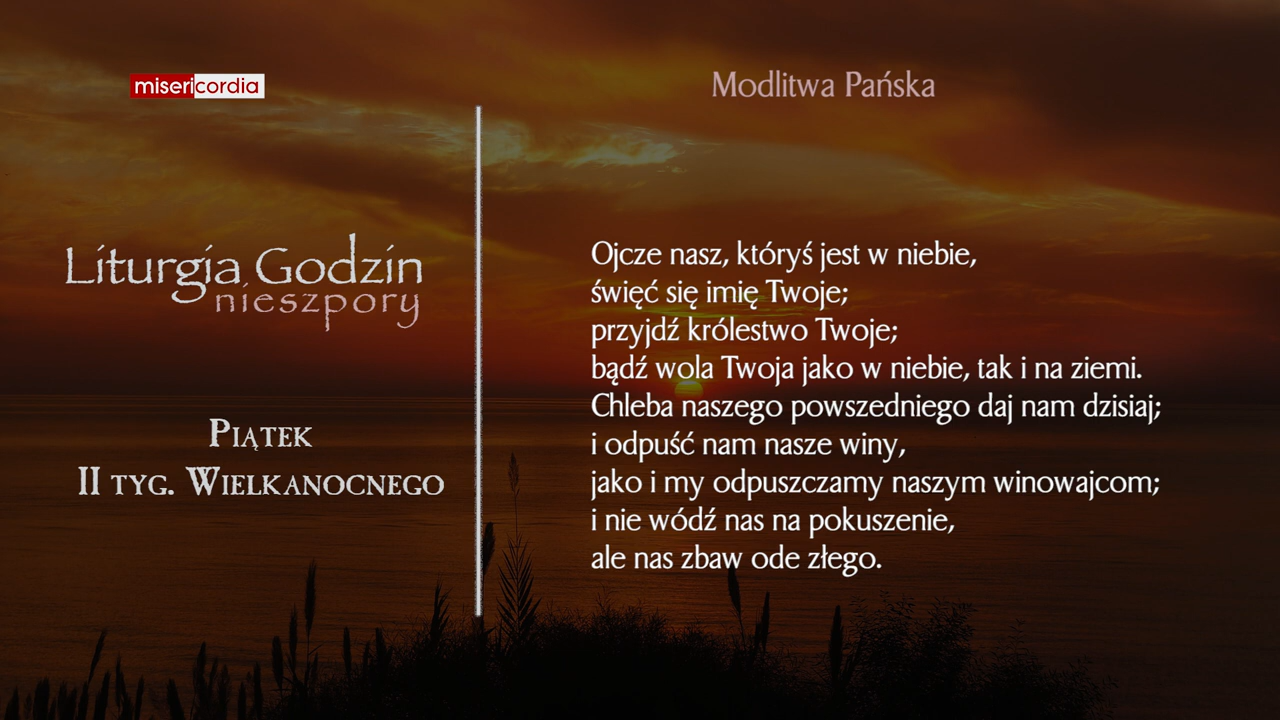 misericordia
Modlitwa Pańska
Liturgia Godzin
nieszpory
Piątek
II tyg. Wielkanocnego
Ojcze nasz, któryś jest w niebie,
święć się imię Twoje;
przyjdź królestwo Twoje;
bądź wola Twoja jako w niebie, tak i na ziemi.
Chleba naszego powszedniego daj nam dzisiaj;
i odpuść nam nasze winy,
jako i my odpuszczamy naszym winowajcom;
i nie wódź nas na pokuszenie,
ale nas zbaw ode złego.